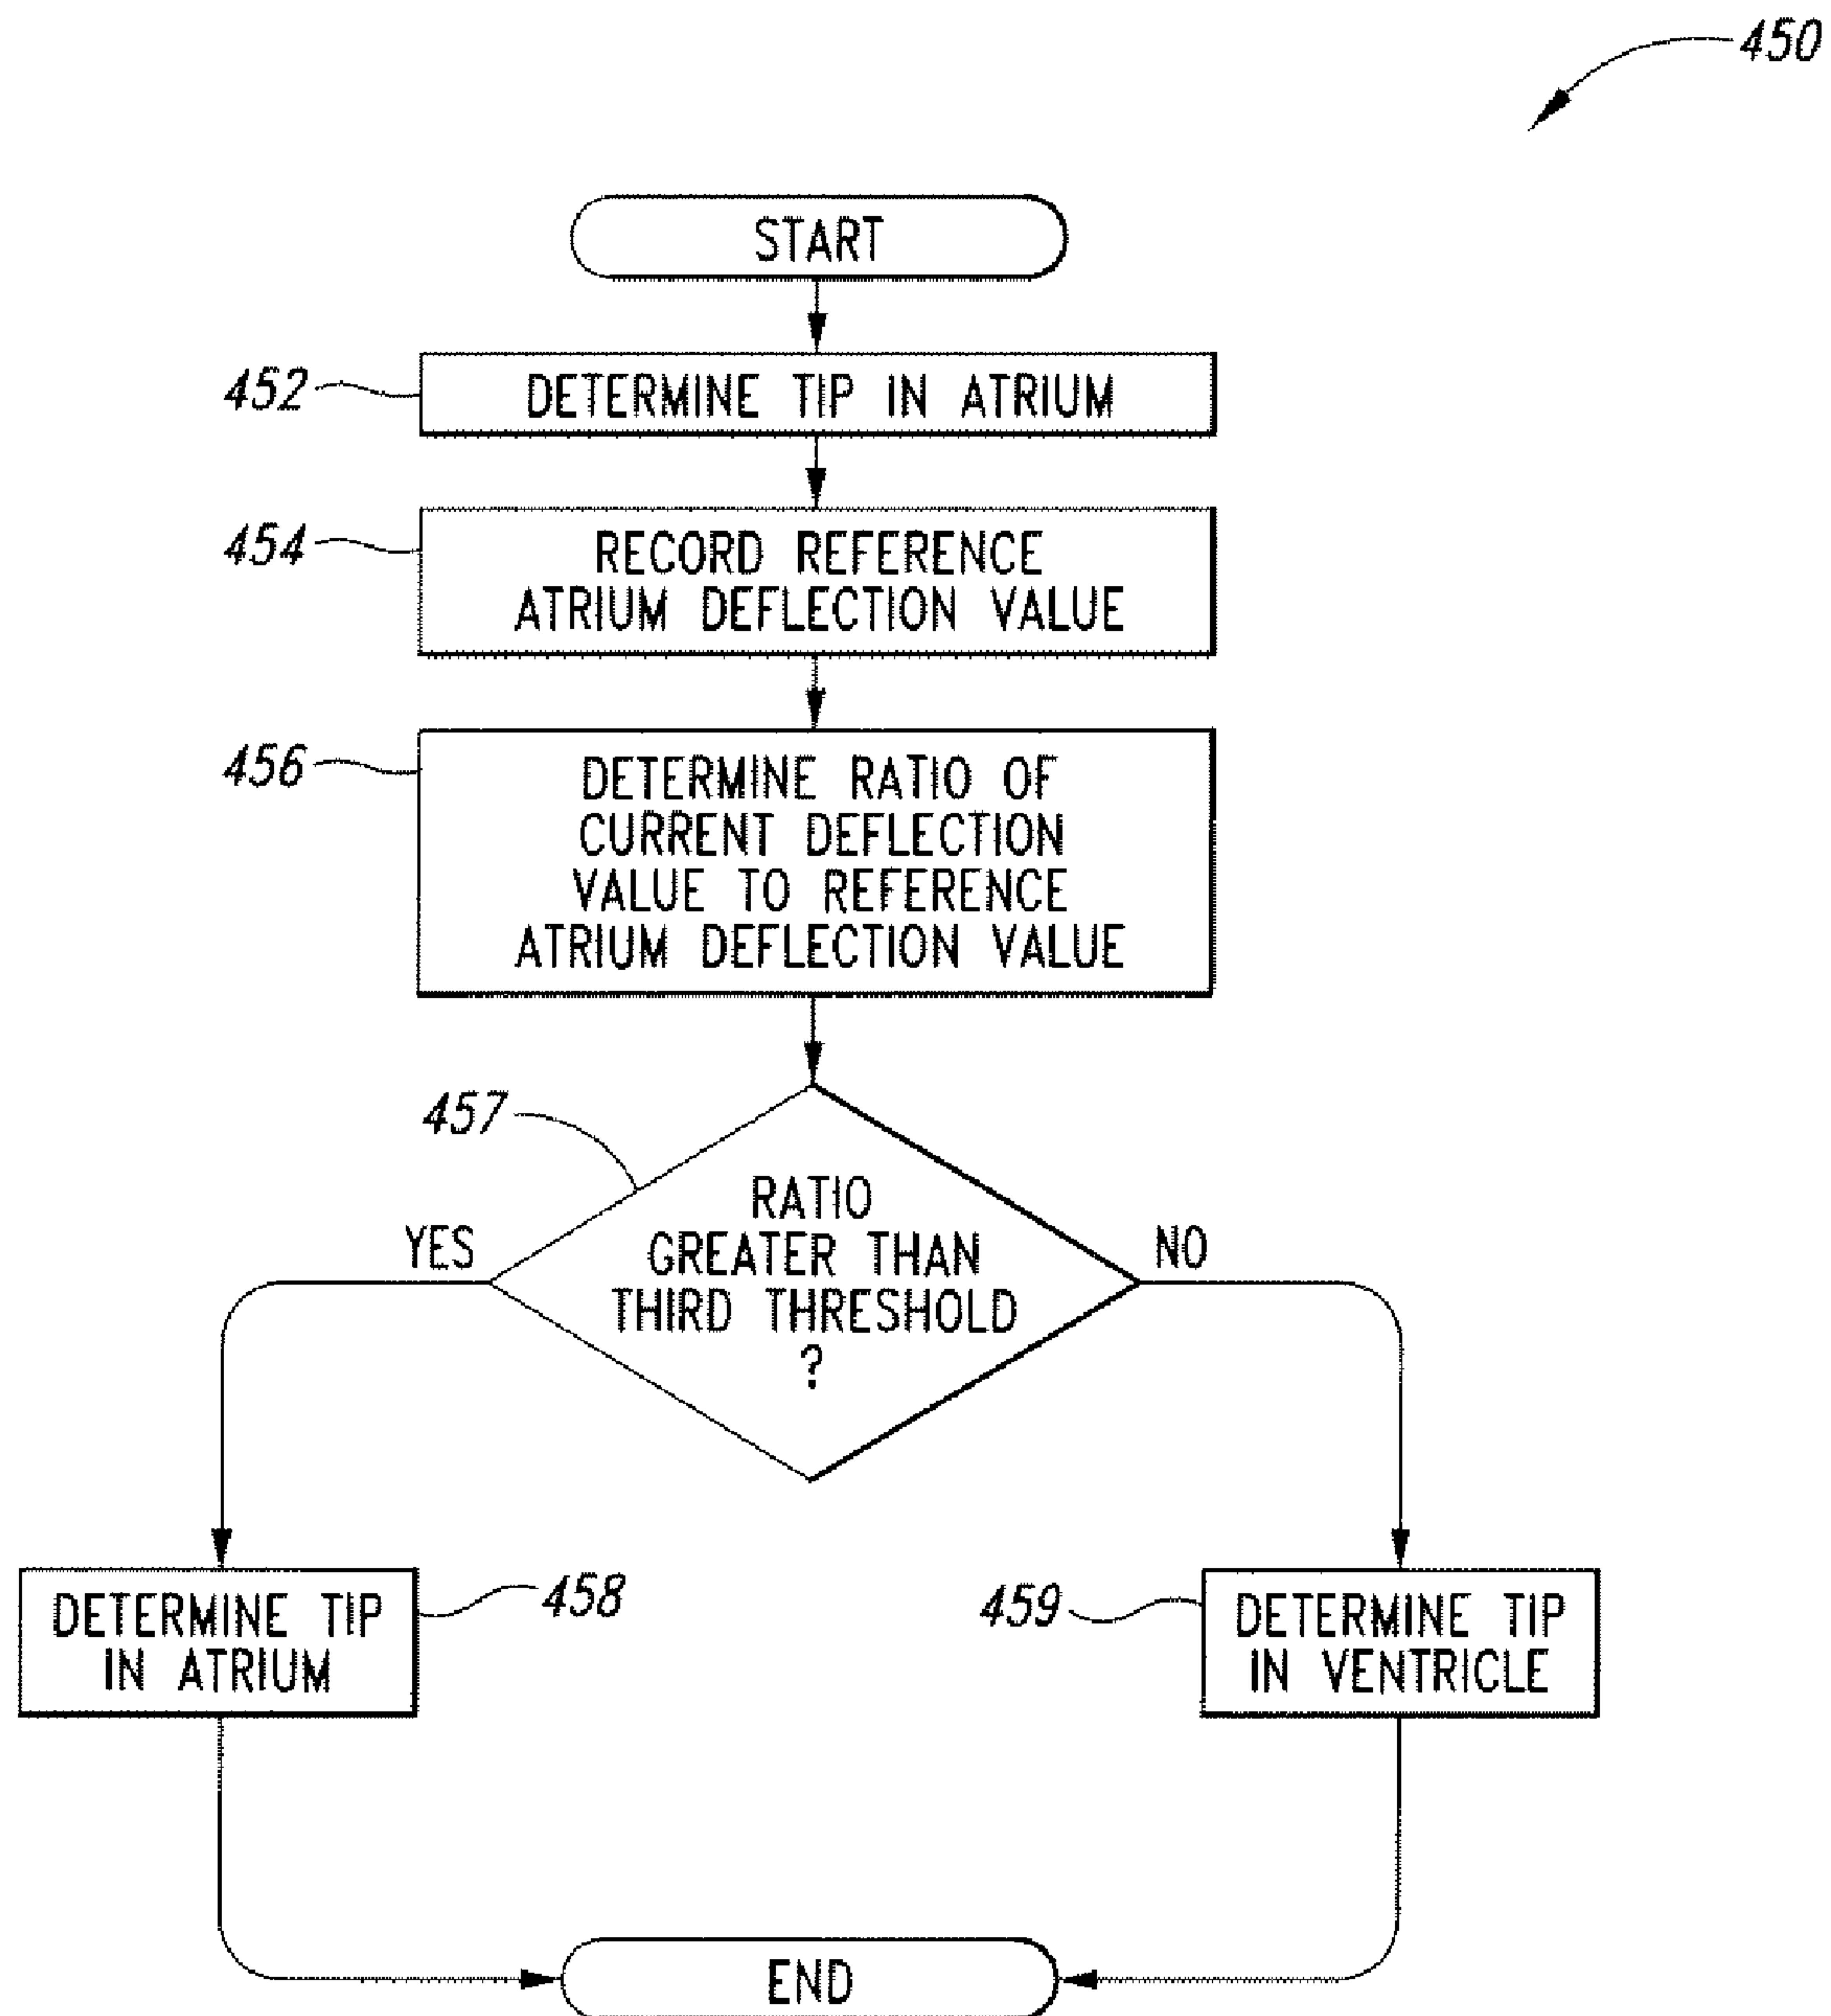 450
START
452
DETERMINE TIP IN ATRIUM
454
RECORD REFERENCE
ATRIUM DEFLECTION VALUE
456
DETERMINE RATIO OF
CURRENT DEFLECTION
VALUE TO REFERENCE
ATRIUM DEFLECTION VALUE
457
RATIO
GREATER THAN
THIRD THRESHOLD
?
YES
NO
DETERMINE TIP
IN ATRIUM
458
459
DETERMINE TIP
IN VENTRICLE
END